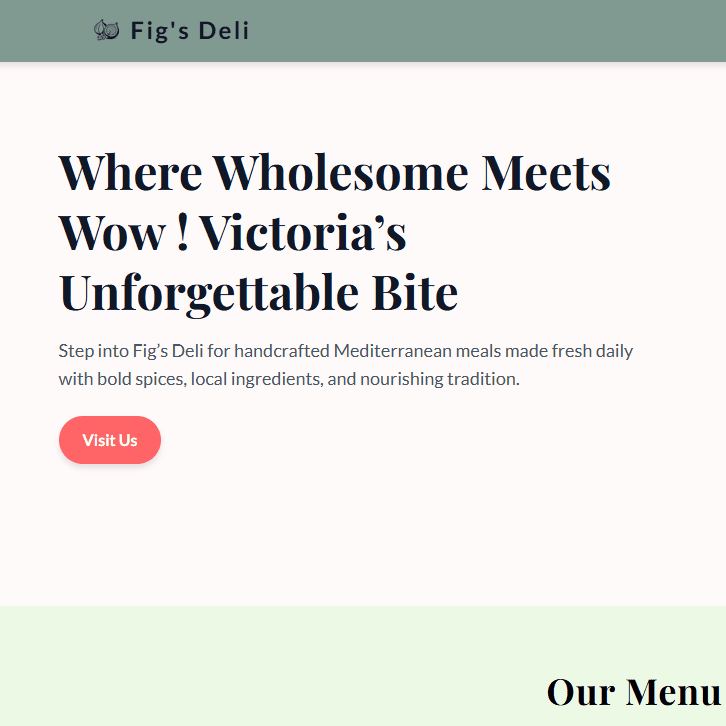 Fig's Deli
Where Wholesome Meets
Wow ! Victoria’s
Unforgettable Bite
Step into Fig’s Deli for handcrafted Mediterranean meals made fresh daily
with bold spices, local ingredients, and nourishing tradition.
Visit Us
Our Menu